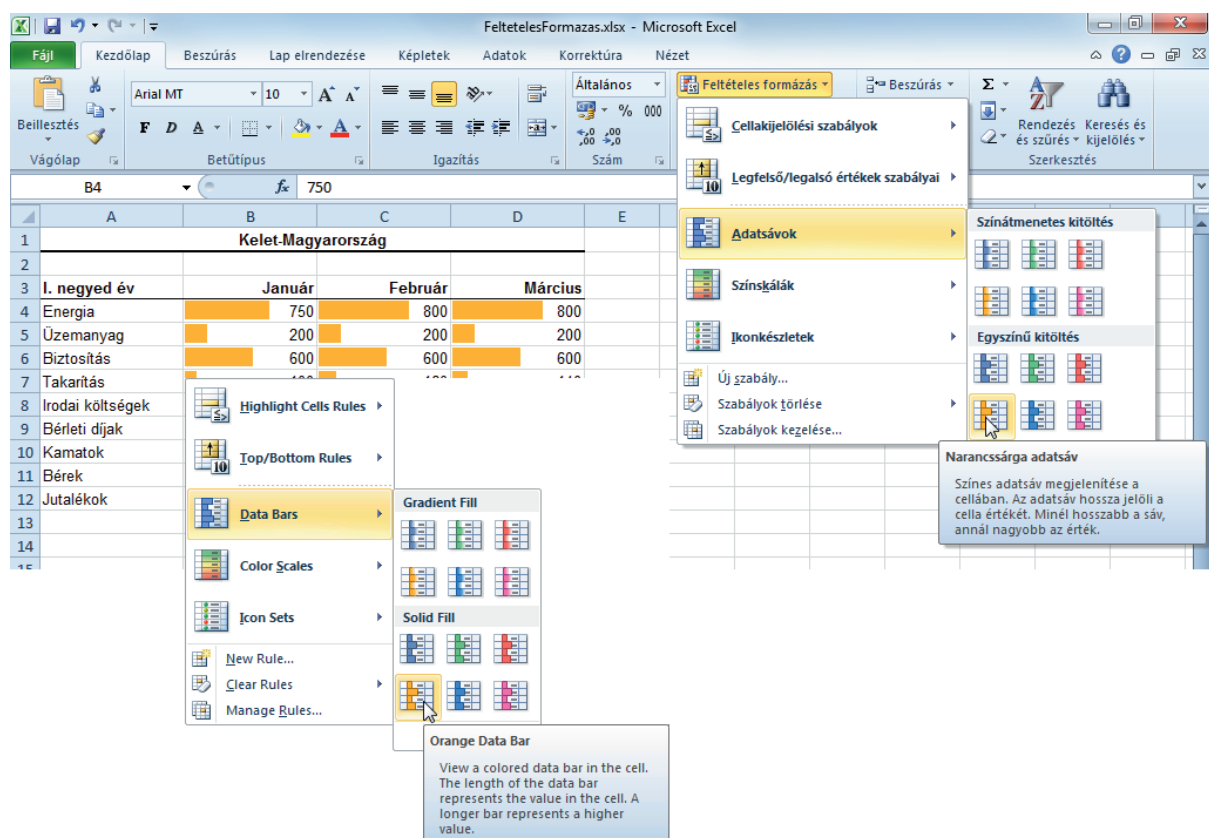 FeltetelesFormazas.xlsx - Microsoft Excel
Fájl Kezdőlap Beszúrás Lap elrendezése Képletek Adatok Korrektúra Nézet
Beillesztés
Arial MT 10
F D A
Általános
% 000
Feltételes formázás
Beszúrás
Σ
Rendezés és szűrés
Keresés és kijelölés
Vágólap Betűtípus Igazítás Szám Szerkesztés
B4 fx 750
A B C D E
1 Kelet-Magyarország
2
3 I. negyed év Január Február Március
4 Energia 750 800 800
5 Üzemanyag 200 200 200
6 Biztosítás 600 600 600
7 Takarítás
8 Irodai költségek
9 Bérleti díjak
10 Kamatok
11 Bérek
12 Jutalékok
13
14
15
Cellakijelölési szabályok
Legfelső/legalsó értékek szabályai
Adatsávok
Színskálák
Ikonkészletek
Új szabály...
Szabályok törlése
Szabályok kezelése...
Színátmenetes kitöltés
Egyszínű kitöltés
Narancssárga adatsáv
Színes adatsáv megjelenítése a
cellában. Az adatsáv hossza jelöli a
cella értékét. Minél hosszabb a sáv,
annál nagyobb az érték.
Highlight Cells Rules
Top/Bottom Rules
Data Bars
Color Scales
Icon Sets
New Rule...
Clear Rules
Manage Rules...
Gradient Fill
Solid Fill
Orange Data Bar
View a colored data bar in the cell.
The length of the data bar
represents the value in the cell. A
longer bar represents a higher
value.